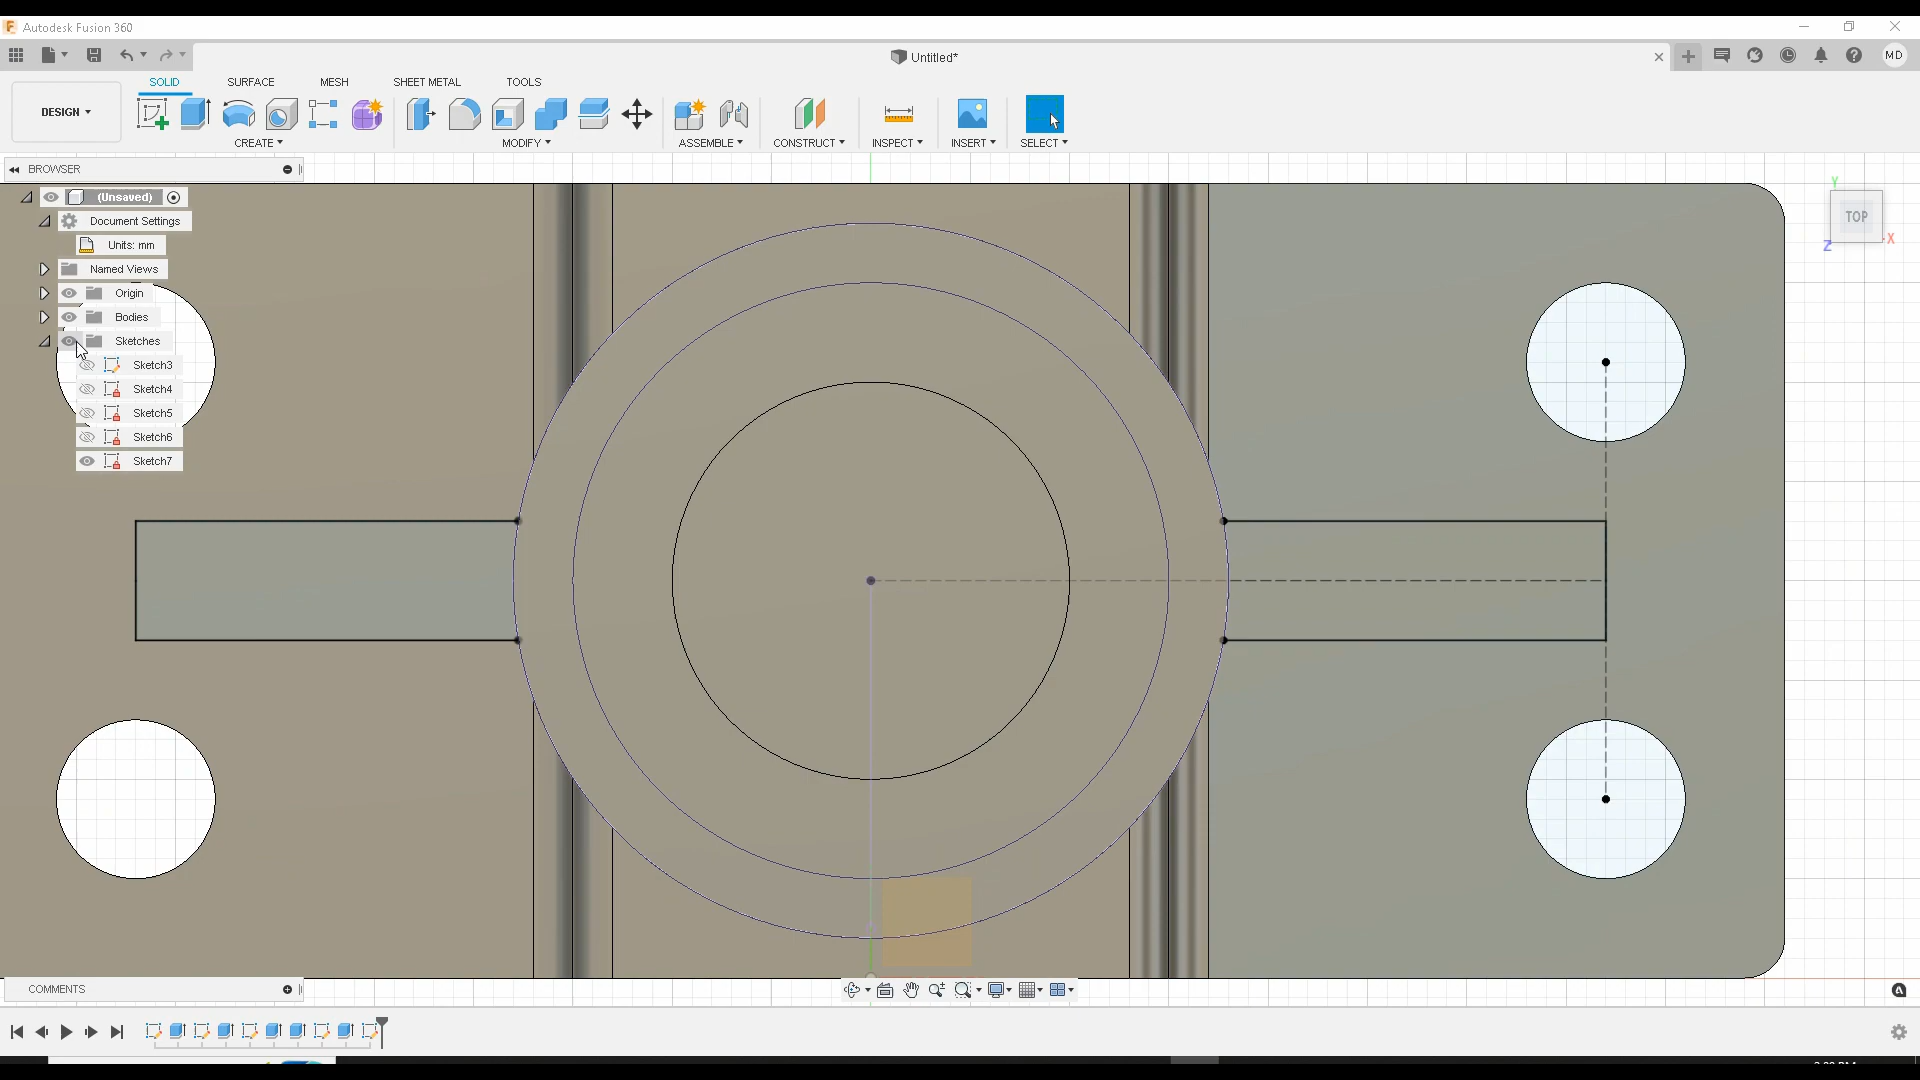 Autodesk Fusion 360
Untitled*
MD
SOLID SURFACE MESH SHEET METAL TOOLS
DESIGN
CREATE MODIFY ASSEMBLE CONSTRUCT INSPECT INSERT SELECT
BROWSER
(Unsaved)
Document Settings
Units: mm
Named Views
Origin
Bodies
Sketches
Sketch3
Sketch4
Sketch5
Sketch6
Sketch7
Y
TOP
X
Z
COMMENTS